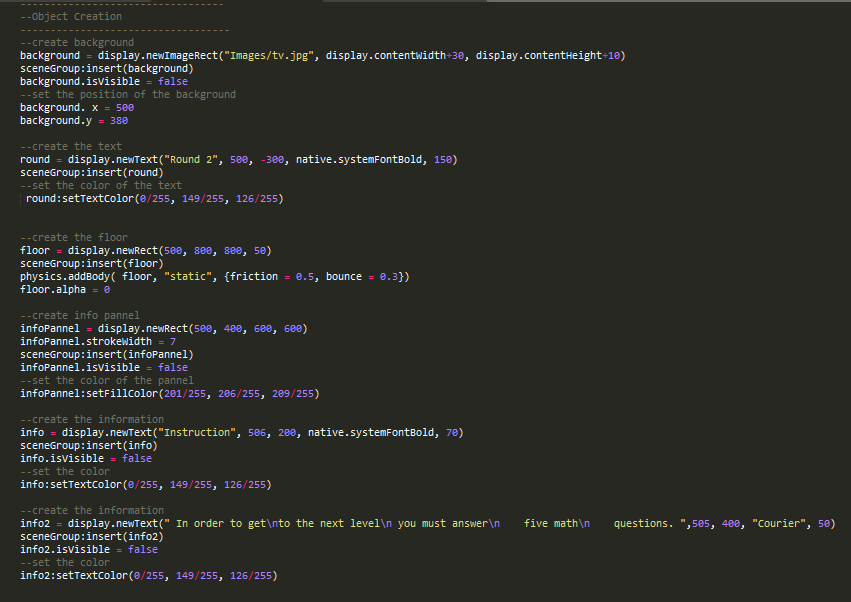 ----------------------------------
--Object Creation
-----------------------------------
--create background
background = display.newImageRect("Images/tv.jpg", display.contentWidth+30, display.contentHeight+10)
sceneGroup:insert(background)
background.isVisible = false
--set the position of the background
background. x = 500
background.y = 380
--create the text
round = display.newText("Round 2", 500, -300, native.systemFontBold, 150)
sceneGroup:insert(round)
--set the color of the text
round:setTextColor(0/255, 149/255, 126/255)
--create the floor
floor = display.newRect(500, 800, 800, 50)
sceneGroup:insert(floor)
physics.addBody( floor, "static", {friction = 0.5, bounce = 0.3})
floor.alpha = 0
--create info pannel
infoPannel = display.newRect(500, 400, 600, 600)
infoPannel.strokeWidth = 7
sceneGroup:insert(infoPannel)
infoPannel.isVisible = false
--set the color of the pannel
infoPannel:setFillColor(201/255, 206/255, 209/255)
--create the information
info = display.newText("Instruction", 506, 200, native.systemFontBold, 70)
sceneGroup:insert(info)
info.isVisible = false
--set the color
info:setTextColor(0/255, 149/255, 126/255)
--create the information
info2 = display.newText(" In order to get\nto the next level\n you must answer\n    five math\n    questions. ",505, 400, "Courier", 50)
sceneGroup:insert(info2)
info2.isVisible = false
--set the color
info2:setTextColor(0/255, 149/255, 126/255)